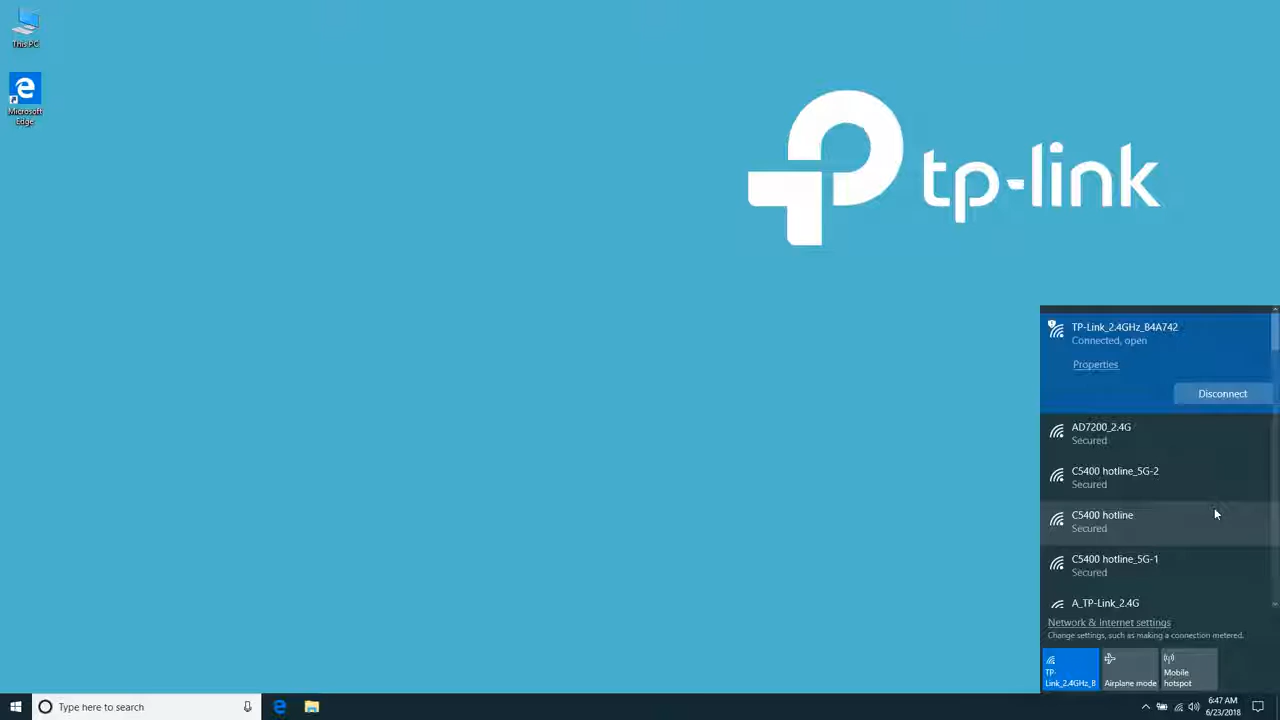 This PC
Microsoft
Edge
tp-link
TP-Link_2.4GHz_B4A742
Connected, open
Properties
Disconnect
AD7200_2.4G
Secured
C5400 hotline_5G-2
Secured
C5400 hotline
Secured
C5400 hotline_5G-1
Secured
A_TP-Link_2.4G
Network & Internet settings
Change settings, such as making a connection metered.
TP-
Link_2.4GHz_B
Airplane mode
Mobile
hotspot
Type here to search
6:47 AM
6/23/2018